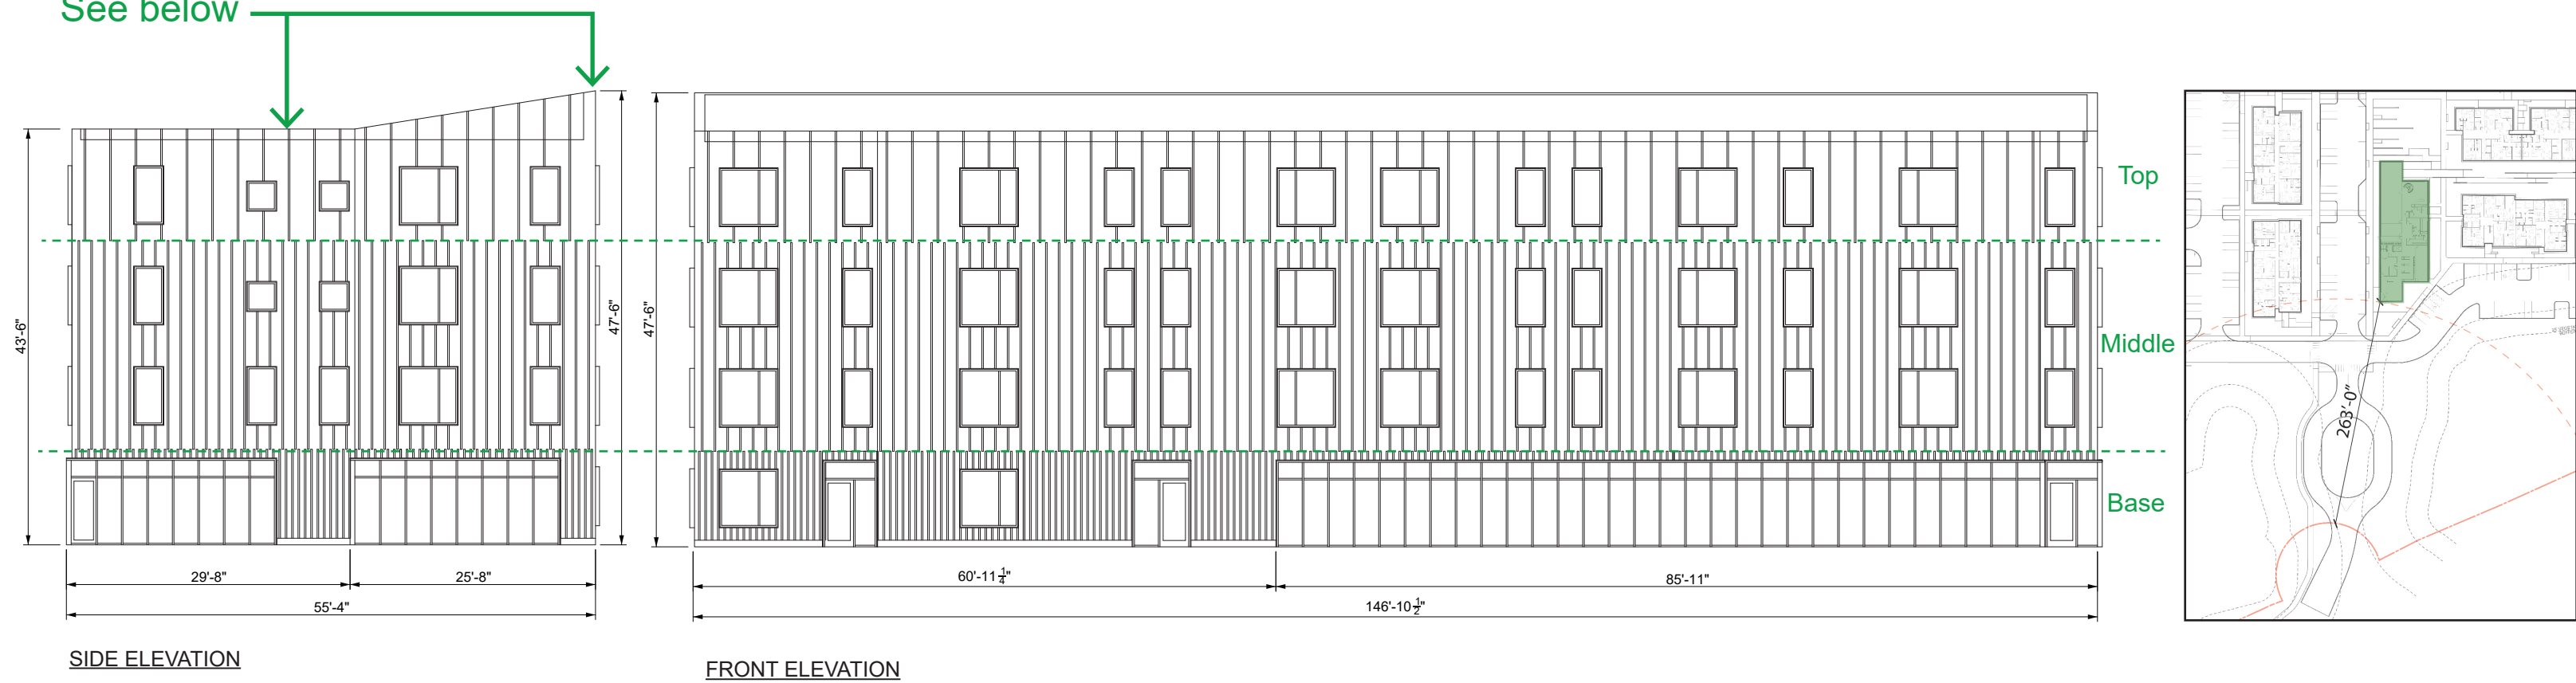 See below
43'-6"
47'-6"
47'-6"
Top
Middle
Base
29'-8"
25'-8"
55'-4"
60'-11 1/4"
85'-11"
146'-10 1/2"
263'-0"
SIDE ELEVATION
FRONT ELEVATION